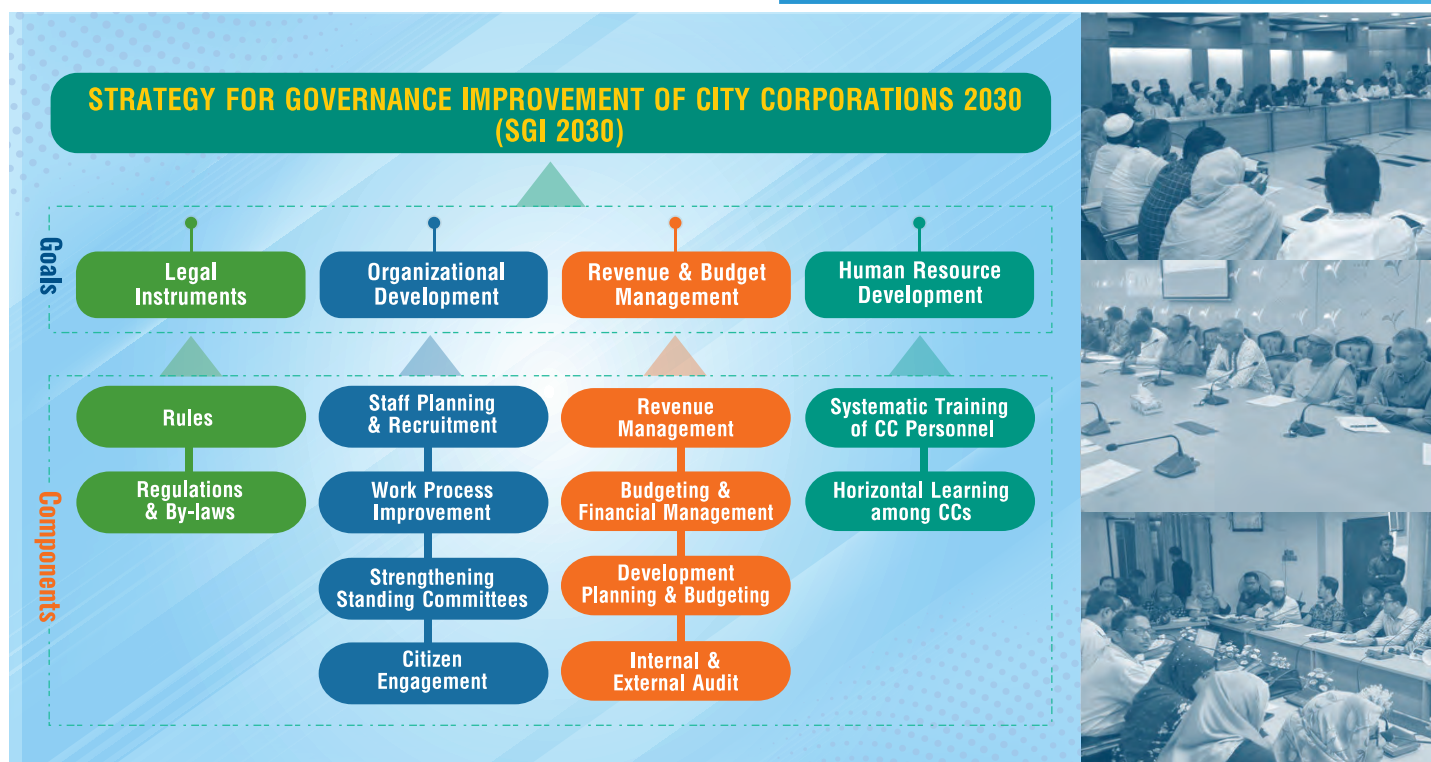 STRATEGY FOR GOVERNANCE IMPROVEMENT OF CITY CORPORATIONS 2030
(SGI 2030)
Goals
Legal
Instruments
Organizational
Development
Revenue & Budget
Management
Human Resource
Development
Components
Rules
Regulations
& By-laws
Staff Planning
& Recruitment
Work Process
Improvement
Strengthening
Standing Committees
Citizen
Engagement
Revenue
Management
Budgeting &
Financial Management
Development
Planning & Budgeting
Internal &
External Audit
Systematic Training
of CC Personnel
Horizontal Learning
among CCs